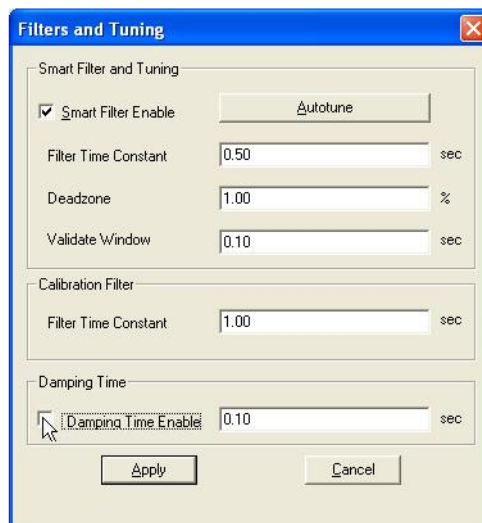 Filters and Tuning
Smart Filter and Tuning
Smart Filter Enable
Autotune
Filter Time Constant 0.50 sec
Deadzone 1.00 %
Validate Window 0.10 sec
Calibration Filter
Filter Time Constant 1.00 sec
Damping Time
Damping Time Enable 0.10 sec
Apply Cancel